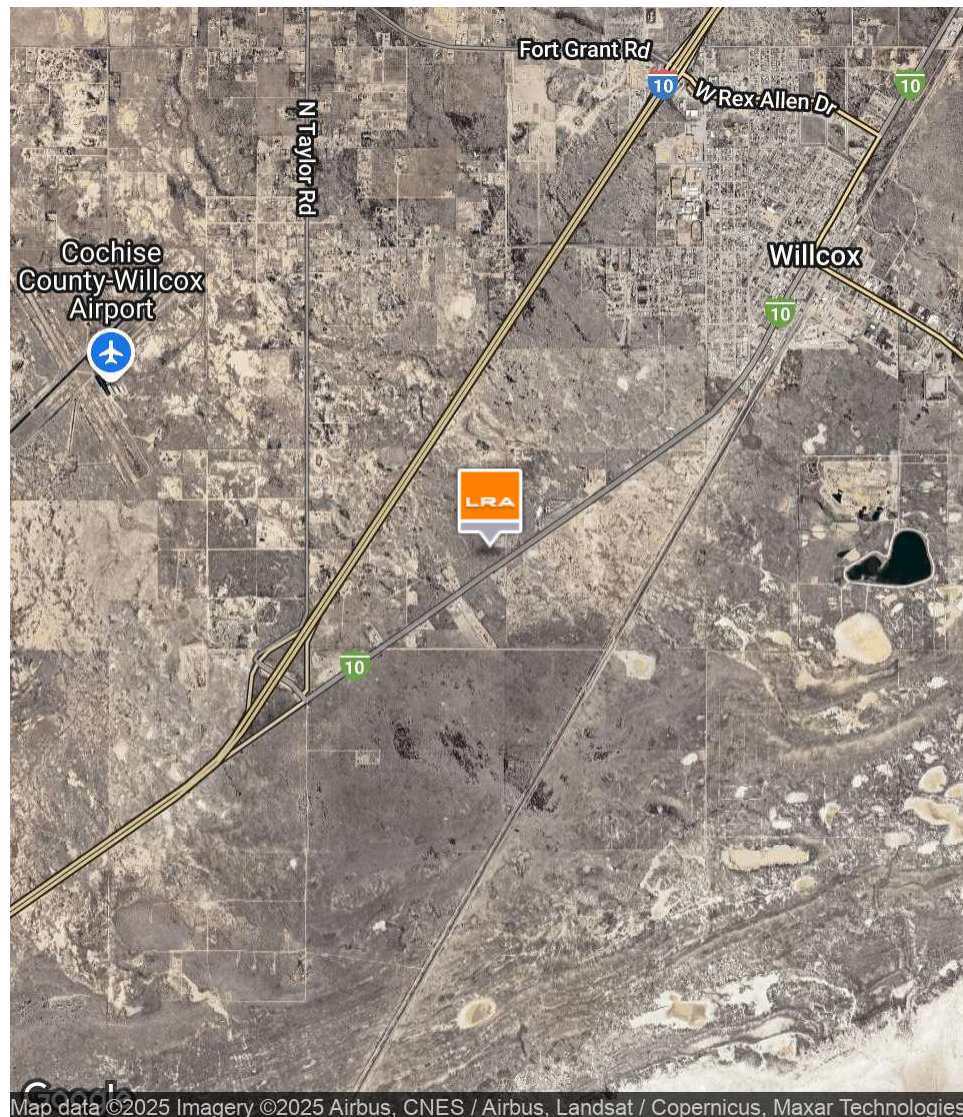 Fort Grant Rd
10
W Rex Allen Dr
10
N Taylor Rd
Cochise
County-Willcox
Airport
Willcox
10
LRA
10
Google
Map data ©2025 Imagery ©2025 Airbus, CNES / Airbus, Landsat / Copernicus, Maxar Technologies